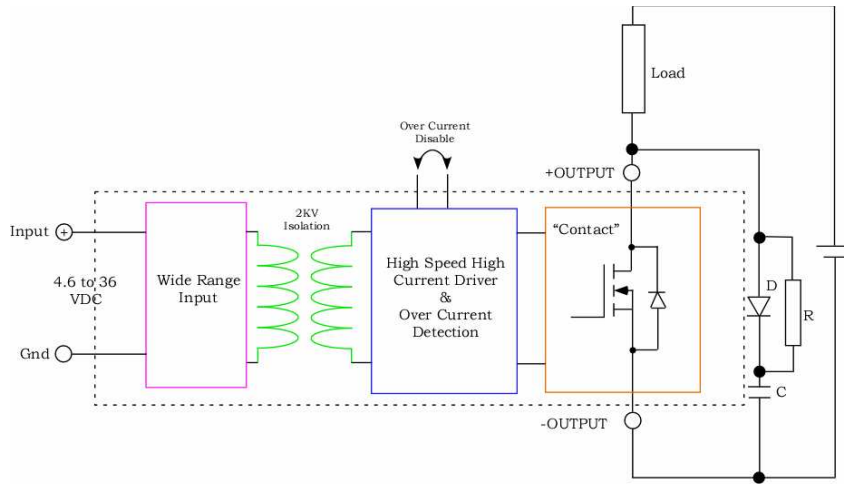 Load
Over Current
Disable
+OUTPUT
2KV
Isolation
"Contact"
Input
+
4.6 to 36
VDC
Wide Range
Input
High Speed High
Current Driver
&
Over Current
Detection
D
R
Gnd
C
-OUTPUT